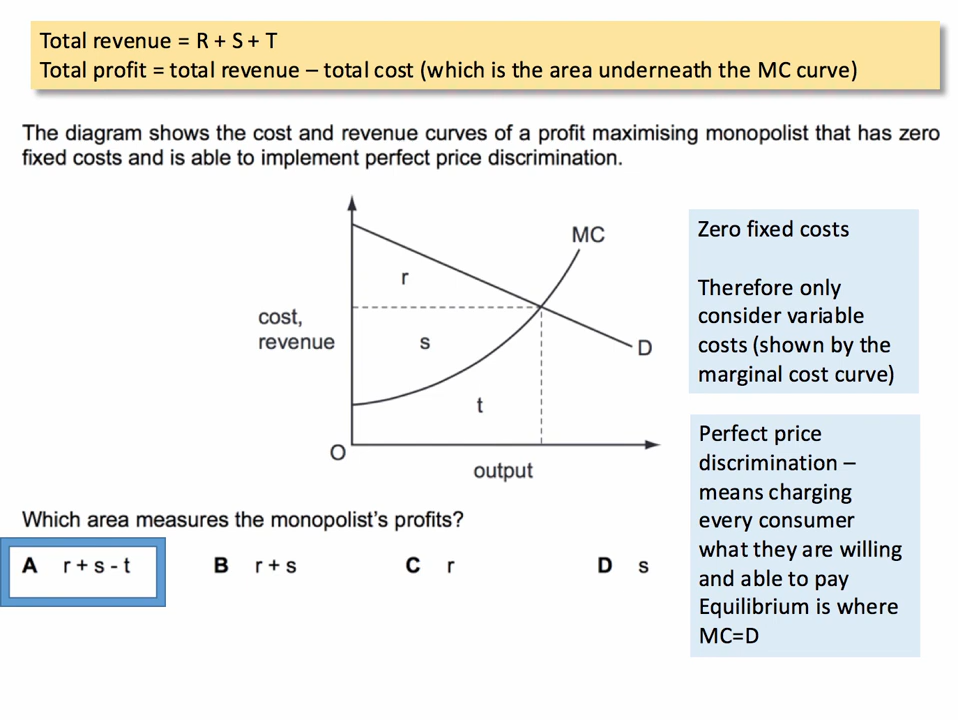 Total revenue = R + S + T
Total profit = total revenue – total cost (which is the area underneath the MC curve)
The diagram shows the cost and revenue curves of a profit maximising monopolist that has zero
fixed costs and is able to implement perfect price discrimination.
MC
r
cost,
revenue
s
D
t
O
output
Zero fixed costs
Therefore only
consider variable
costs (shown by the
marginal cost curve)
Perfect price
discrimination –
means charging
every consumer
what they are willing
and able to pay
Equilibrium is where
MC=D
Which area measures the monopolist's profits?
A r + s - t B r + s C r D s